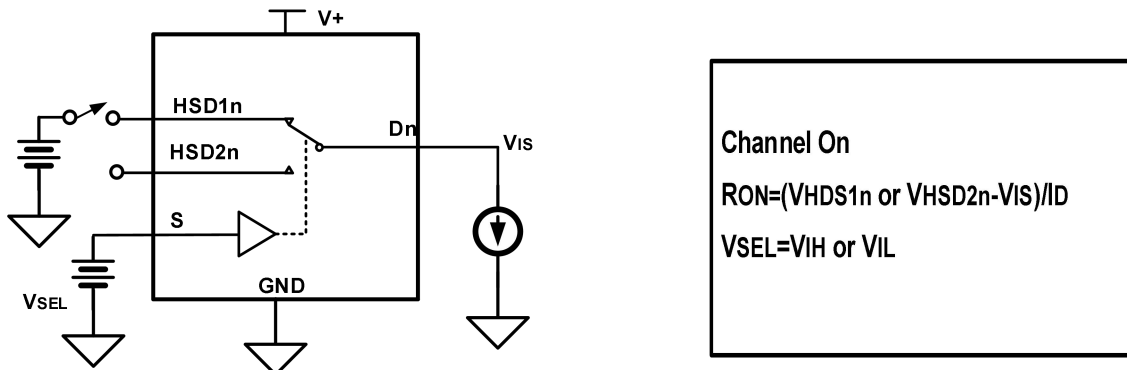 V+
HSD1n
Dn
VIS
HSD2n
S
GND
VSEL
Channel On
RON=(VHDS1n or VHSD2n-VIS)/ID
VSEL=VIH or VIL